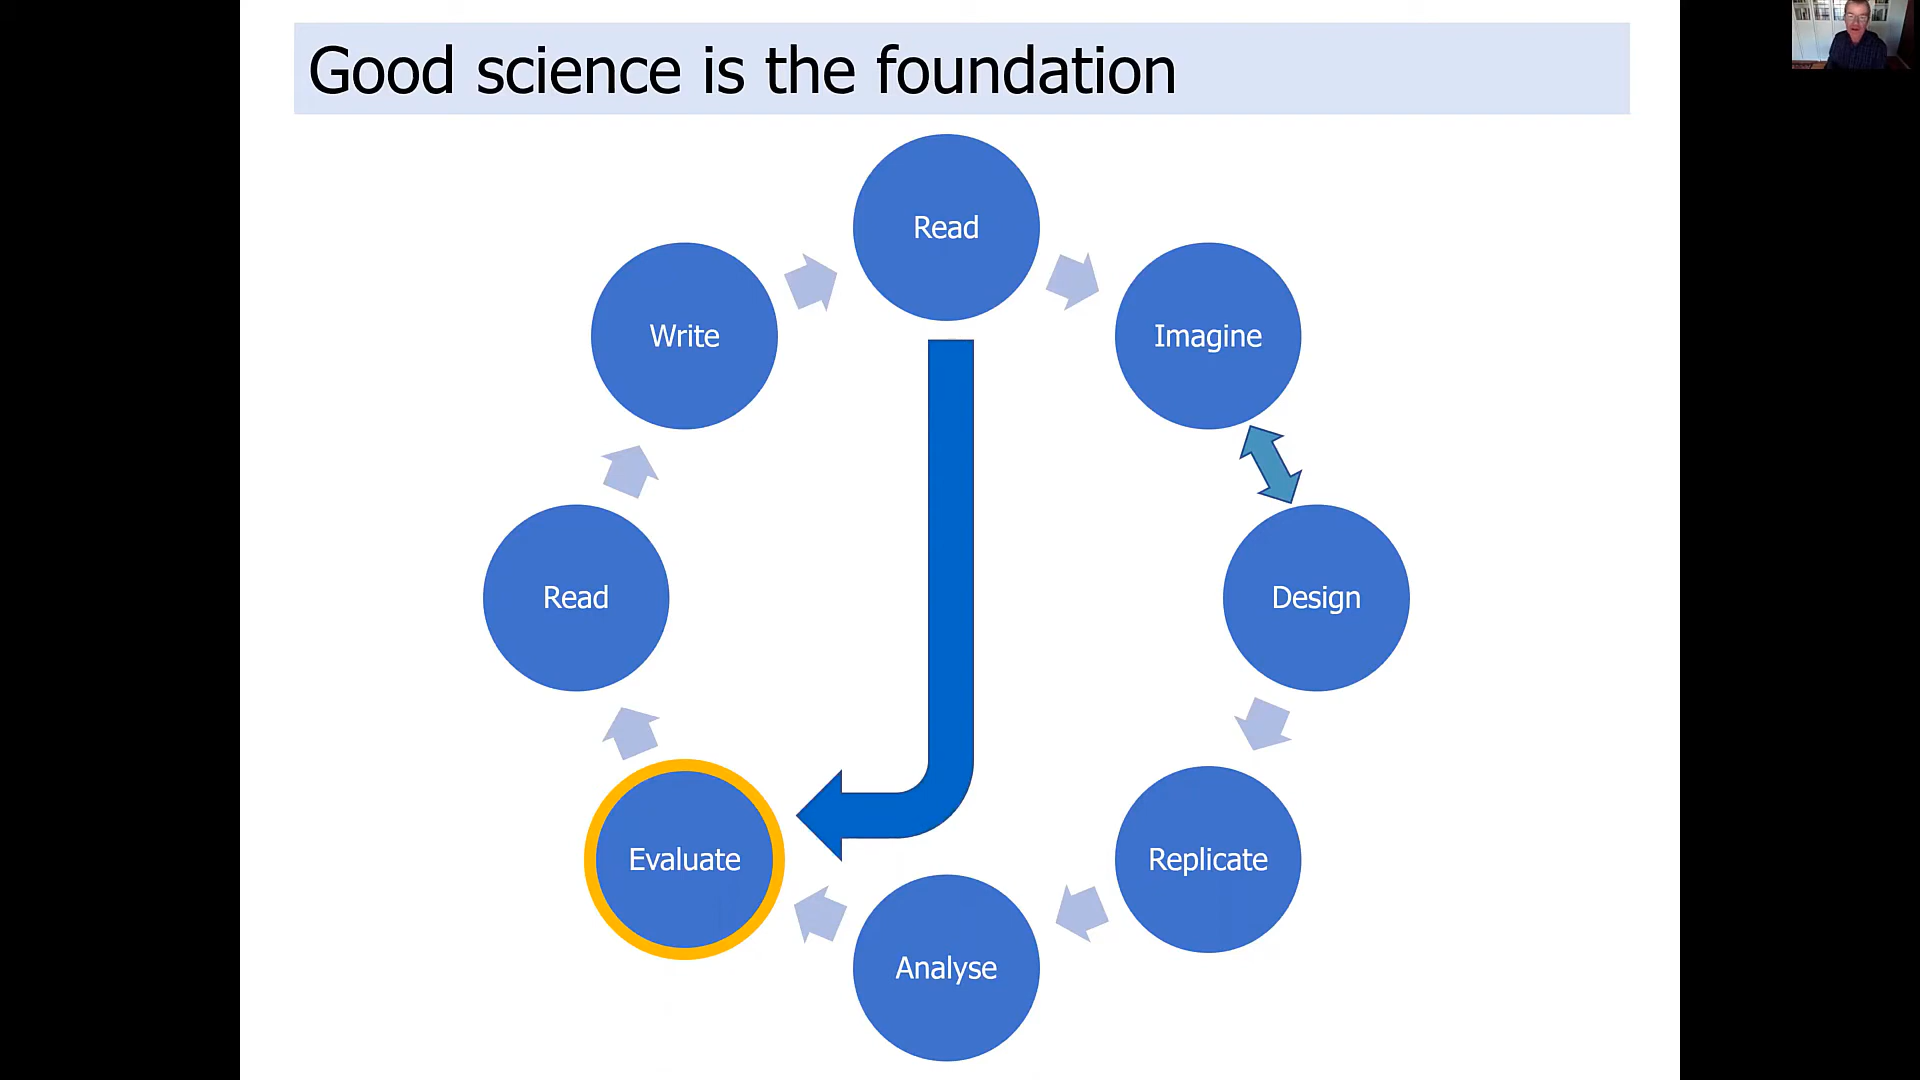 Good science is the foundation
Read
Imagine
Design
Replicate
Analyse
Evaluate
Read
Write